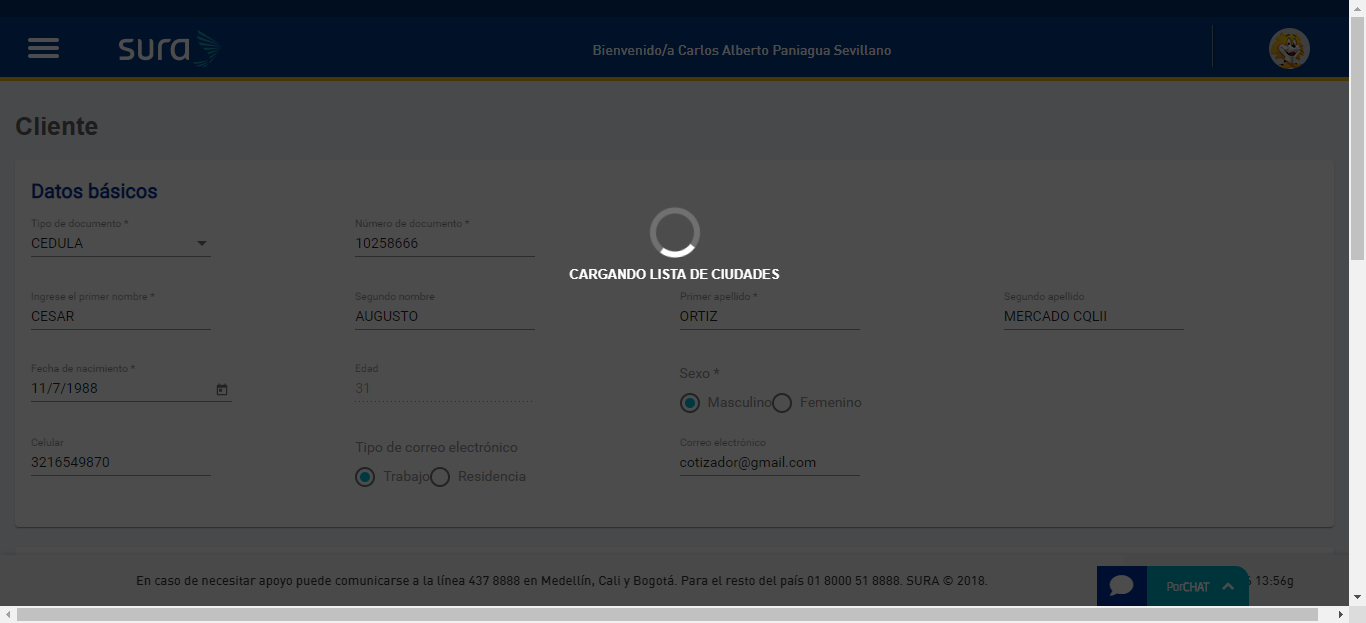 sura
Bienvenido/a Carlos Alberto Paniagua Sevillano
Cliente
Datos básicos
Tipo de documento *
Número de documento *
CEDULA
10258666
CARGANDO LISTA DE CIUDADES
Ingrese el primer nombre *
Segundo nombre
Primer apellido *
Segundo apellido
CESAR
AUGUSTO
ORTIZ
MERCADO CQLII
Fecha de nacimiento *
Edad
Sexo *
11/7/1988
31
Masculino
Femenino
Celular
Tipo de correo electrónico
Correo electrónico
3216549870
Trabajo
Residencia
cotizador@gmail.com
En caso de necesitar apoyo puede comunicarse a la línea 437 8888 en Medellín, Cali y Bogotá. Para el resto del país 01 8000 51 8888. SURA © 2018.
PorCHAT
13:56g